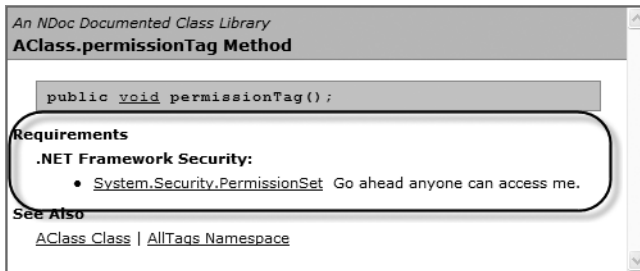 An NDoc Documented Class Library
AClass.permissionTag Method
public void permissionTag();
Requirements
.NET Framework Security:
• System.Security.PermissionSet Go ahead anyone can access me.
See Also
AClass Class | AllTags Namespace